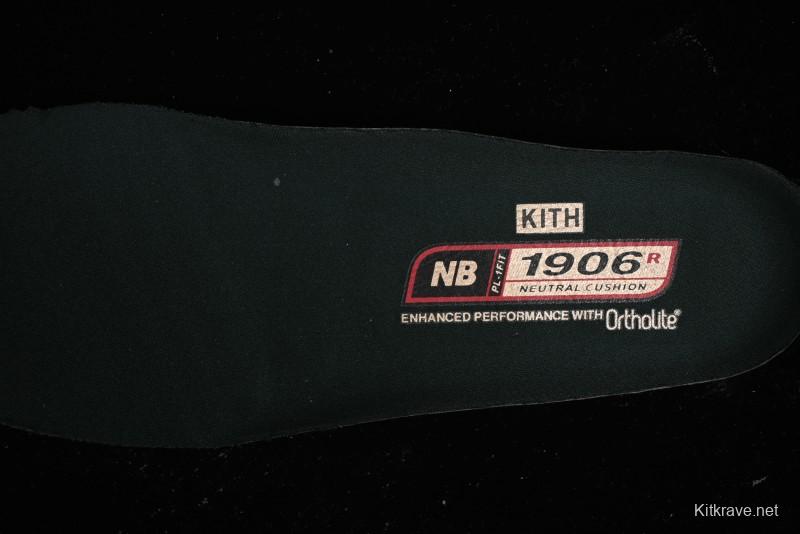 KITH
NB PL-1FiT 1906R
NEUTRAL CUSHION
ENHANCED PERFORMANCE WITH Ortholite®
Kitkrave.net